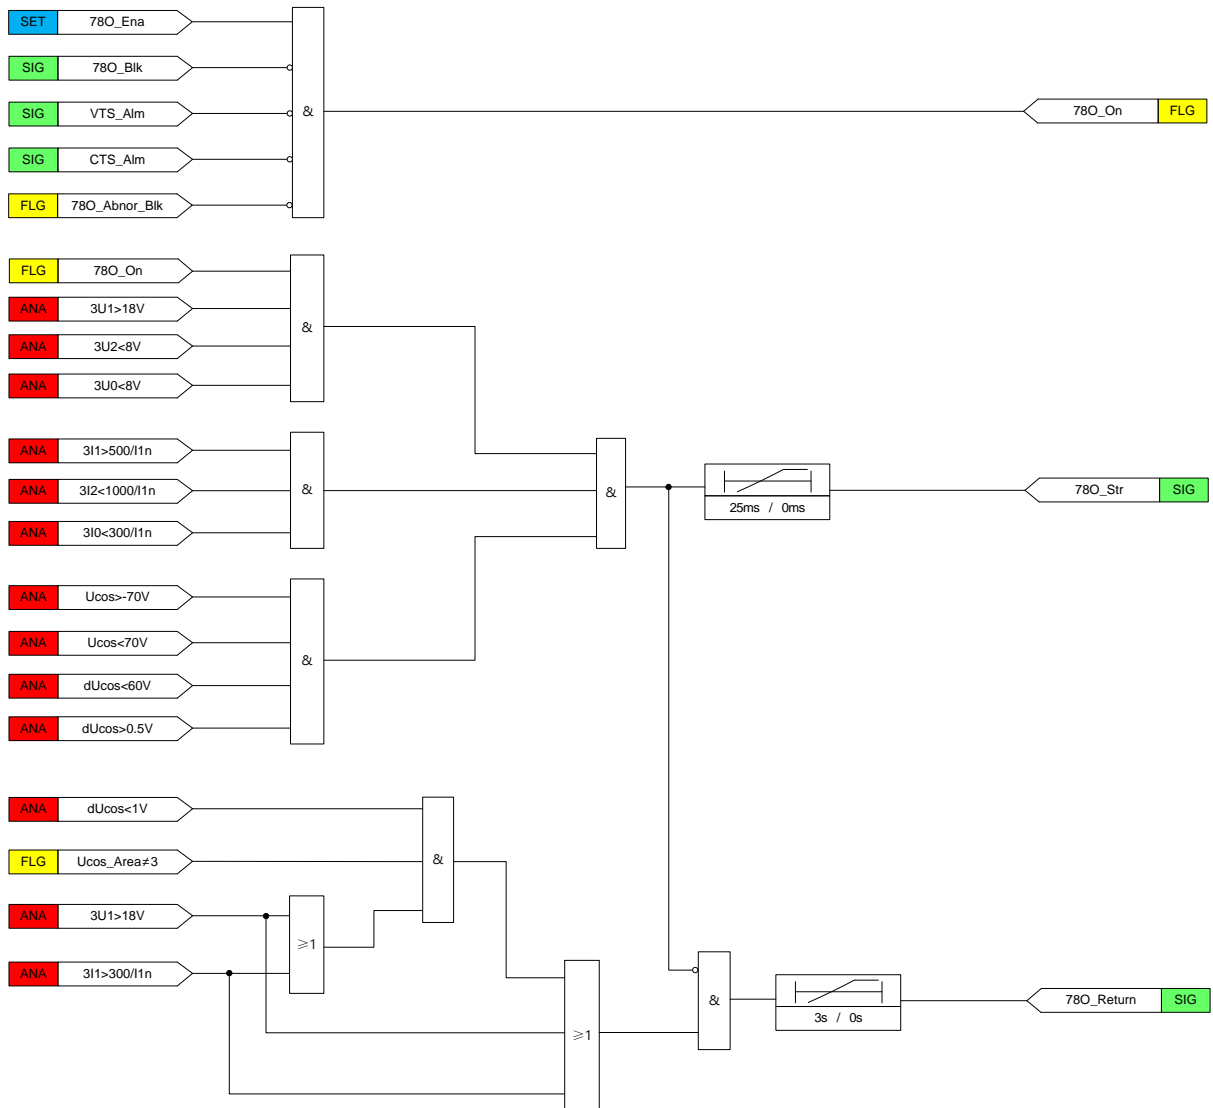 SET 78O_Ena
SIG 78O_Blk
SIG VTS_Alm
&
78O_On FLG
SIG CTS_Alm
FLG 78O_Abnor_Blk
FLG 78O_On
ANA 3U1>18V
&
ANA 3U2<8V
ANA 3U0<8V
ANA 3I1>500/I1n
ANA 3I2<1000/I1n
&
&
25ms / 0ms
78O_Str SIG
ANA 3I0<300/I1n
ANA Ucos>-70V
ANA Ucos<70V
&
ANA dUcos<60V
ANA dUcos>0.5V
ANA dUcos<1V
FLG Ucos_Area≠3
&
ANA 3U1>18V
≥1
ANA 3I1>300/I1n
&
3s / 0s
78O_Return SIG
≥1